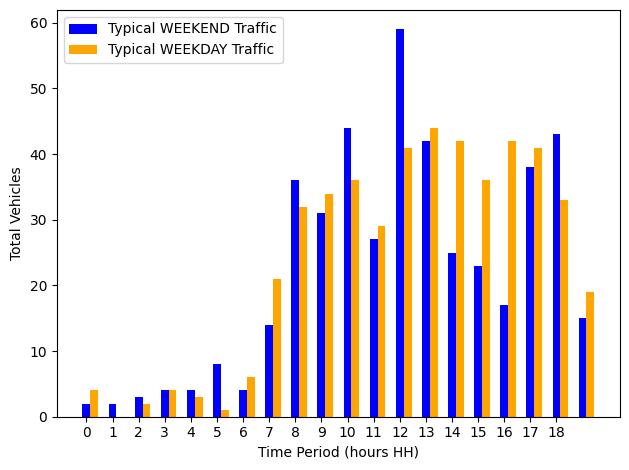 Typical WEEKEND Traffic
Typical WEEKDAY Traffic
60
50
40
30
20
10
0
Total Vehicles
0 1 2 3 4 5 6 7 8 9 10 11 12 13 14 15 16 17 18
Time Period (hours HH)